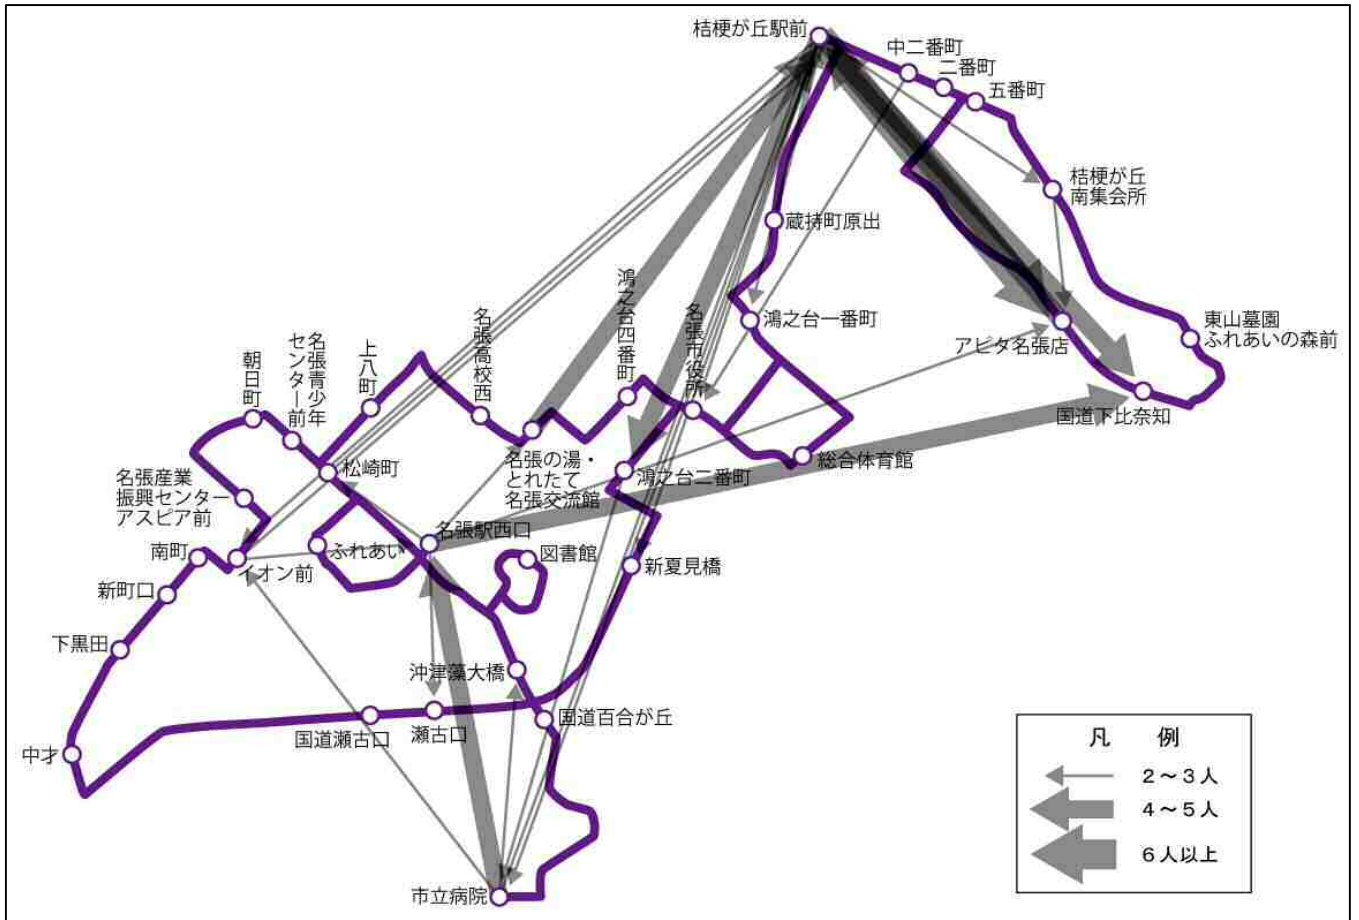 桔梗が丘駅前
中二番町
二番町
五番町
桔梗が丘
南集会所
蔵持町原出
鴻之台一番町
東山墓園
ふれあいの森前
アピタ名張店
国道下比奈知
名張市役所
鴻之台四番町
名張高校西
上八町
名張青少年
センター前
朝日町
松崎町
名張の湯・
とれたて
名張交流館
鴻之台二番町
総合体育館
名張産業
振興センター
アスピア前
名張駅西口
ふれあい
図書館
新夏見橋
南町
イオン前
新町口
下黒田
沖津藻大橋
国道百合が丘
国道瀬古口
瀬古口
中才
市立病院
凡 例
2～3人
4～5人
6人以上